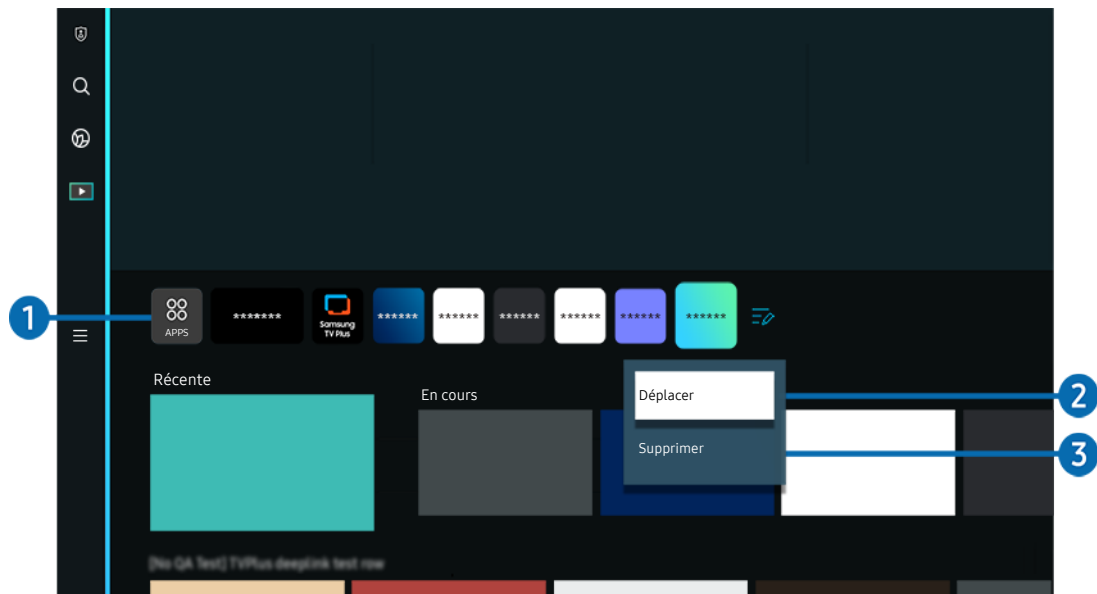 1
APPS
*******
Samsung
TV Plus
******
******
******
******
******
******
Récente
En cours
Déplacer
2
Supprimer
3
[No QA Test] TVPlus deeplink test row